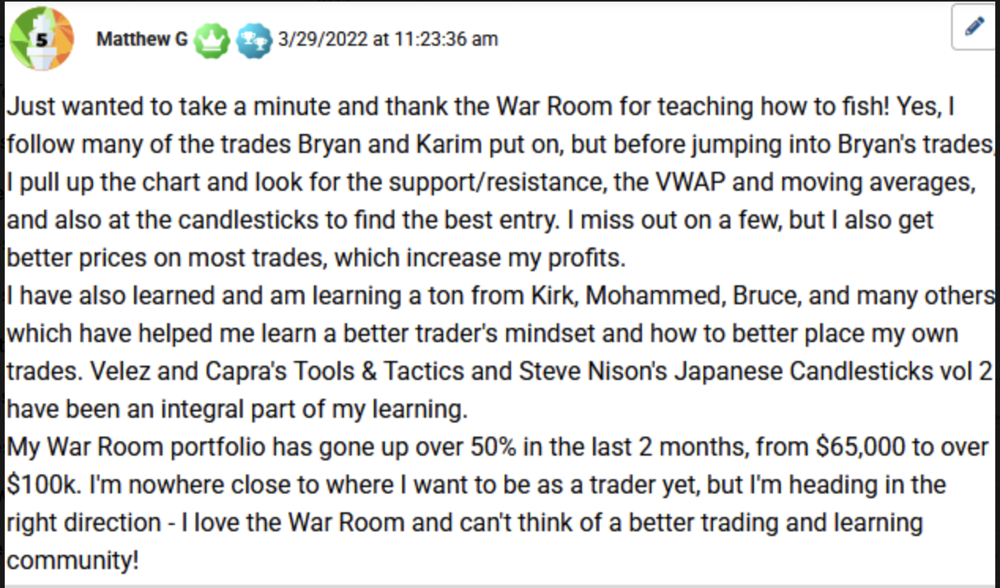 5
Matthew G 3/29/2022 at 11:23:36 am
Just wanted to take a minute and thank the War Room for teaching how to fish! Yes, I
follow many of the trades Bryan and Karim put on, but before jumping into Bryan's trades,
I pull up the chart and look for the support/resistance, the VWAP and moving averages,
and also at the candlesticks to find the best entry. I miss out on a few, but I also get
better prices on most trades, which increase my profits.
I have also learned and am learning a ton from Kirk, Mohammed, Bruce, and many others
which have helped me learn a better trader's mindset and how to better place my own
trades. Velez and Capra's Tools & Tactics and Steve Nison's Japanese Candlesticks vol 2
have been an integral part of my learning.
My War Room portfolio has gone up over 50% in the last 2 months, from $65,000 to over
$100k. I'm nowhere close to where I want to be as a trader yet, but I'm heading in the
right direction - I love the War Room and can't think of a better trading and learning
community!